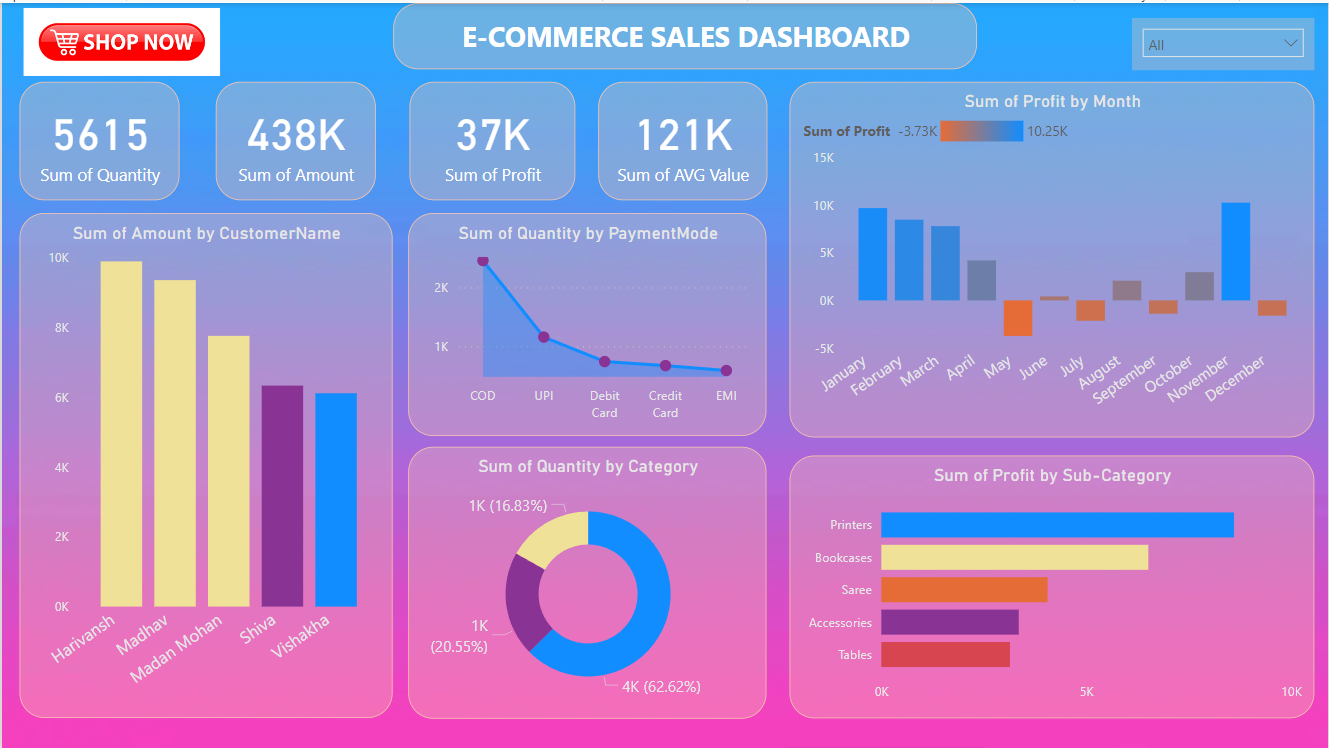 SHOP NOW
E-COMMERCE SALES DASHBOARD
All
5615
Sum of Quantity
438K
Sum of Amount
37K
Sum of Profit
121K
Sum of AVG Value
Sum of Profit by Month
Sum of Profit -3.73K 10.25K
15K
10K
5K
0K
-5K
January
February
March
April
May
June
July
August
September
October
November
December
Sum of Amount by CustomerName
10K
8K
6K
4K
2K
0K
Harivansh
Madhav
Madan Mohan
Shiva
Vishakha
Sum of Quantity by PaymentMode
2K
1K
COD
UPI
Debit
Card
Credit
Card
EMI
Sum of Quantity by Category
1K (16.83%)
1K
(20.55%)
4K (62.62%)
Sum of Profit by Sub-Category
Printers
Bookcases
Saree
Accessories
Tables
0K
5K
10K